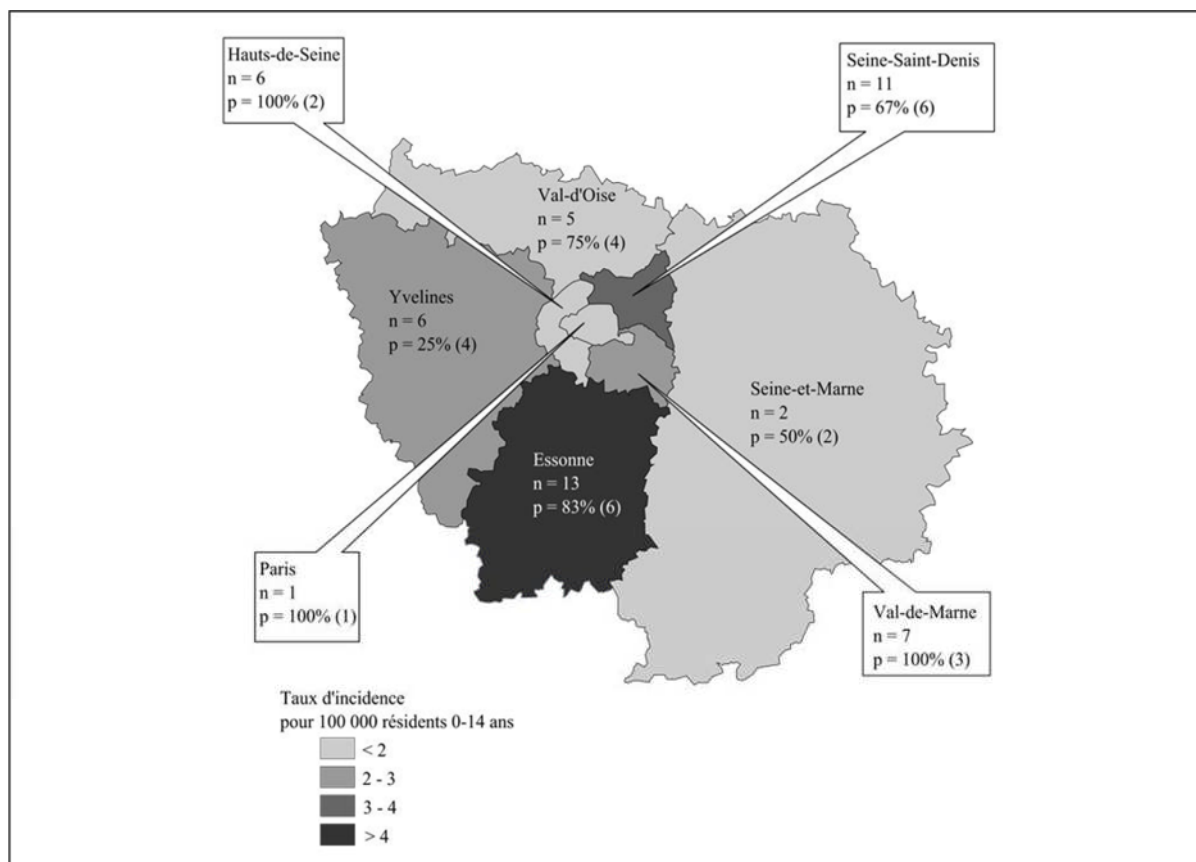 Hauts-de-Seine
n = 6
p = 100% (2)
Seine-Saint-Denis
n = 11
p = 67% (6)
Val-d'Oise
n = 5
p = 75% (4)
Yvelines
n = 6
p = 25% (4)
Seine-et-Marne
n = 2
p = 50% (2)
Essonne
n = 13
p = 83% (6)
Paris
n = 1
p = 100% (1)
Val-de-Marne
n = 7
p = 100% (3)
Taux d'incidence
pour 100 000 résidents 0-14 ans
< 2
2 - 3
3 - 4
> 4